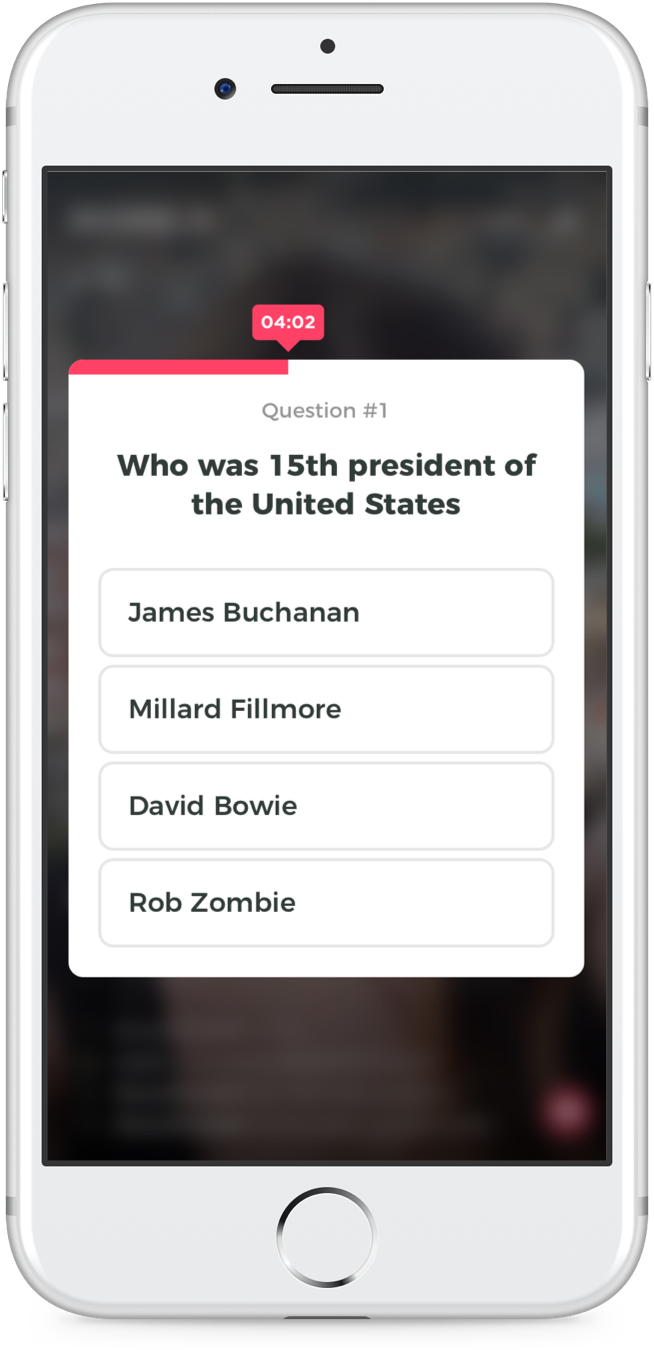 04:02
Question #1
Who was 15th president of
the United States
James Buchanan
Millard Fillmore
David Bowie
Rob Zombie